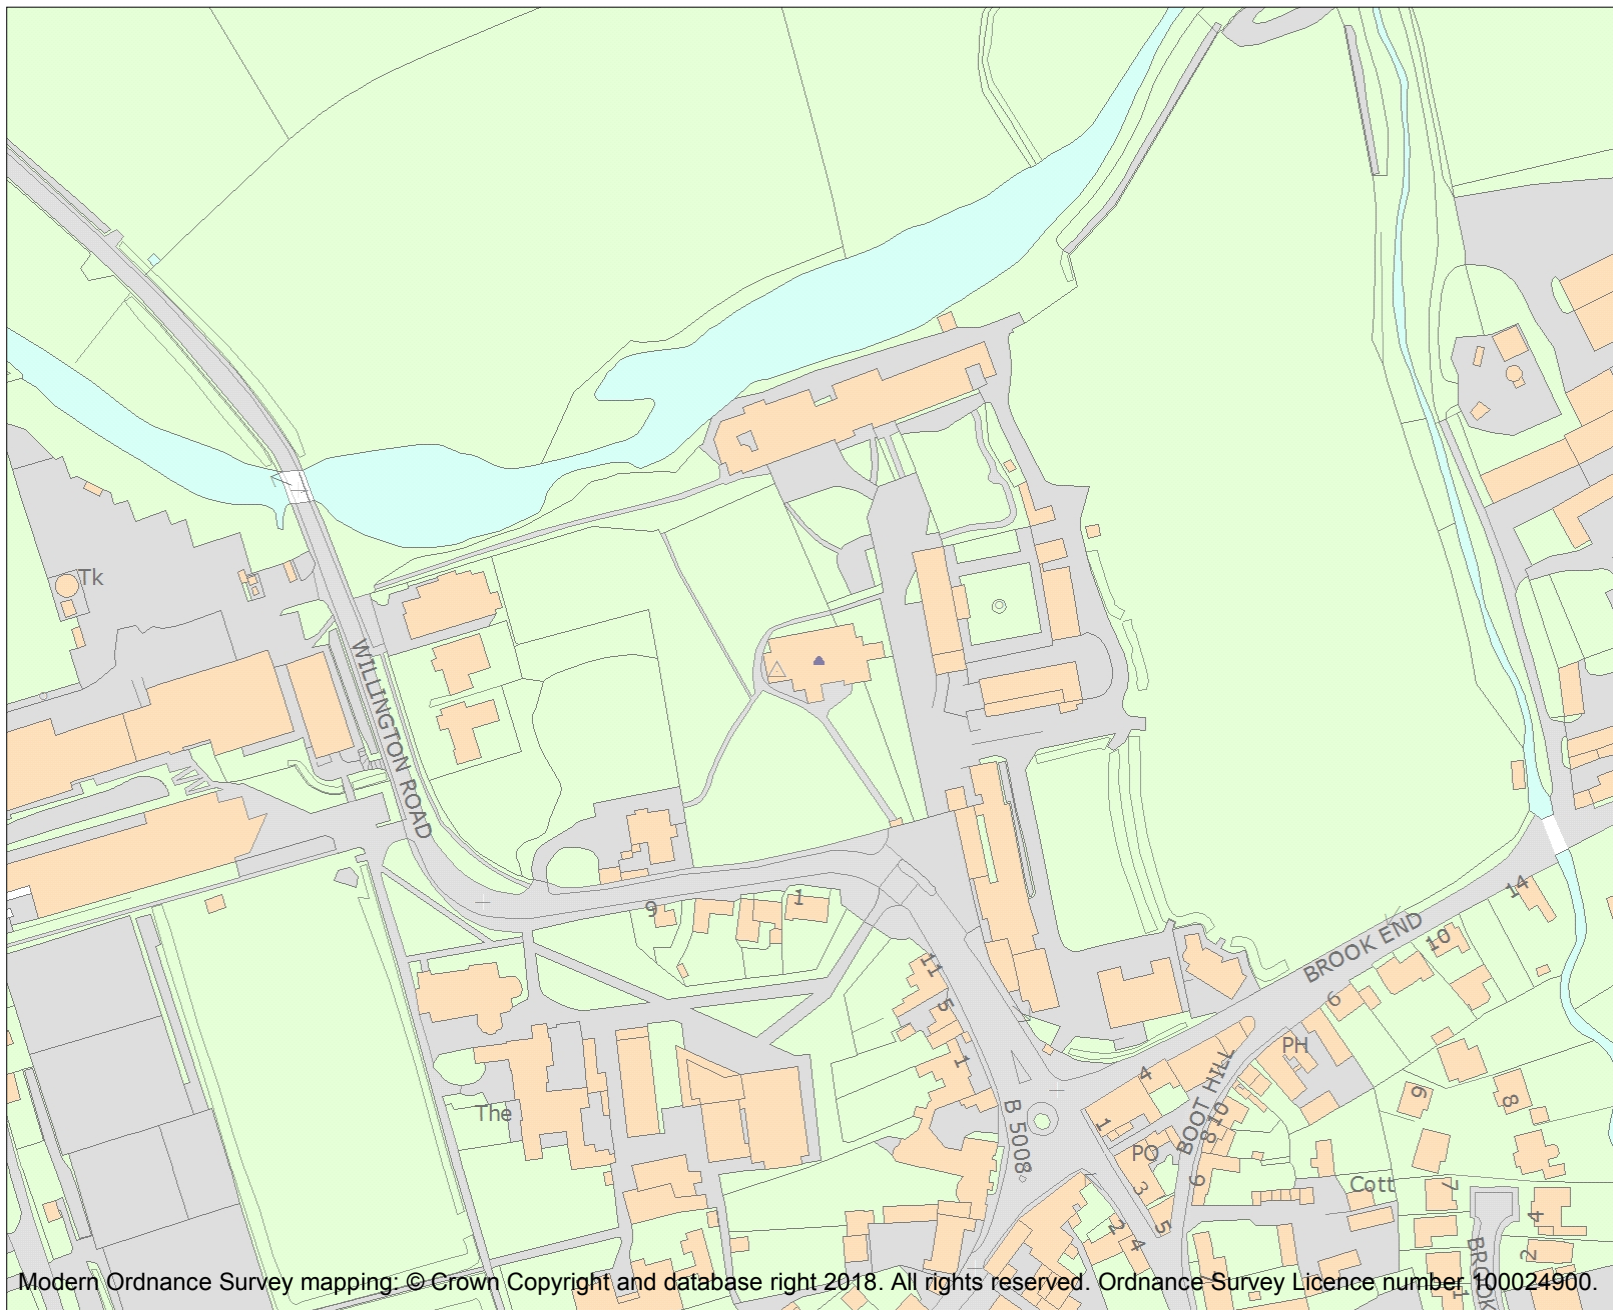 Tk
WILLINGTON ROAD
9
1
11
5
1
The
B 5008
BROOK END
14
10
6
PH
4
BOOT HILL
10
8
1
PO
3
6
5
2
4
Cott
9
8
7
4
2
1
BROOK
Modern Ordnance Survey mapping: © Crown Copyright and database right 2018. All rights reserved. Ordnance Survey Licence number 100024900.